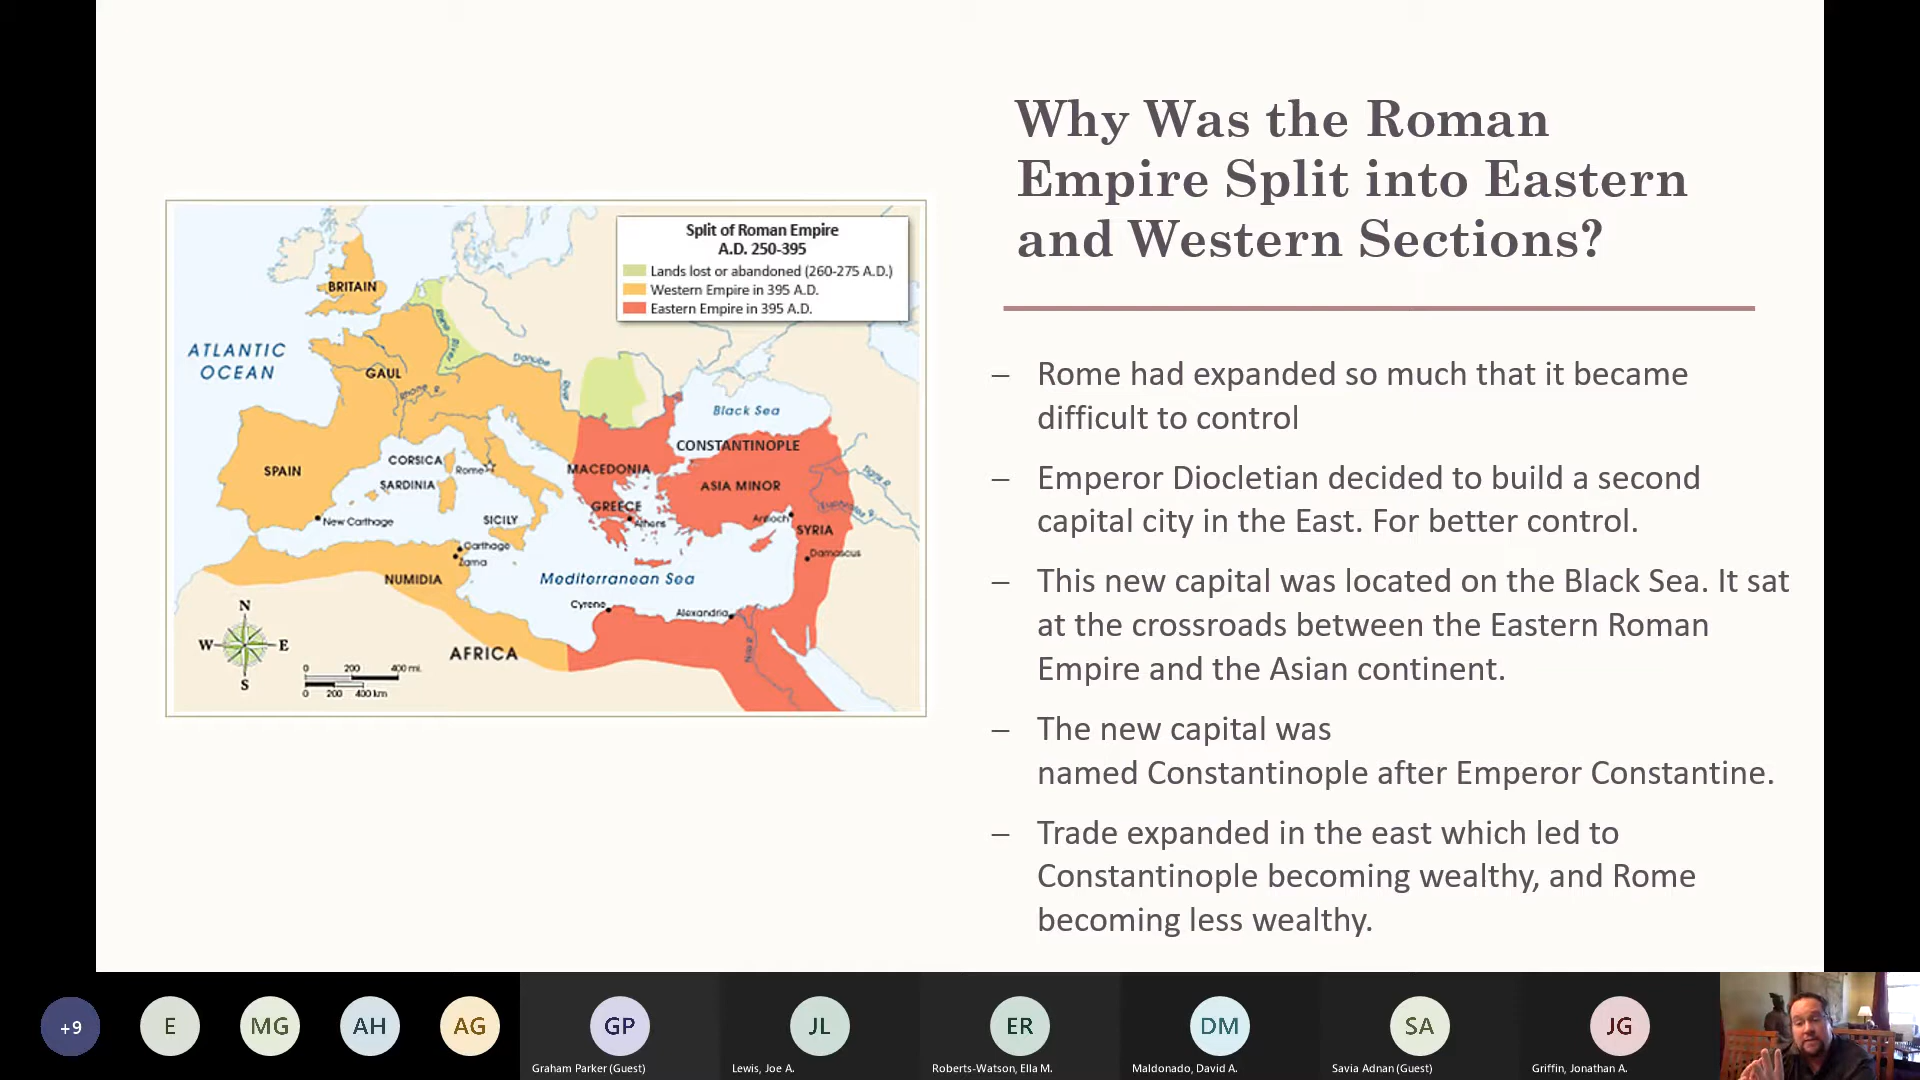 Why Was the Roman
Empire Split into Eastern
and Western Sections?
– Rome had expanded so much that it became
difficult to control
– Emperor Diocletian decided to build a second
capital city in the East. For better control.
– This new capital was located on the Black Sea. It sat
at the crossroads between the Eastern Roman
Empire and the Asian continent.
– The new capital was
named Constantinople after Emperor Constantine.
– Trade expanded in the east which led to
Constantinople becoming wealthy, and Rome
becoming less wealthy.
Split of Roman Empire
A.D. 250-395
Lands lost or abandoned (260-275 A.D.)
Western Empire in 395 A.D.
Eastern Empire in 395 A.D.
BRITAIN
ATLANTIC
OCEAN
GAUL
Rhine River
Rhone R.
Danube
River
Black Sea
CONSTANTINOPLE
CORSICA
Rome
SPAIN
SARDINIA
MACEDONIA
ASIA MINOR
GREECE
Athens
Antioch
Tigris R.
Euphrates R.
SYRIA
New Carthage
SICILY
Carthage
Zama
Damascus
NUMIDIA
Mediterranean Sea
Cyrene
Alexandria
Nile
AFRICA
N
W E
S
0 200 400 mi.
0 200 400 km
+9
E
MG
AH
AG
GP
JL
ER
DM
SA
JG
Graham Parker (Guest)
Lewis, Joe A.
Roberts-Watson, Ella M.
Maldonado, David A.
Savia Adnan (Guest)
Griffin, Jonathan A.